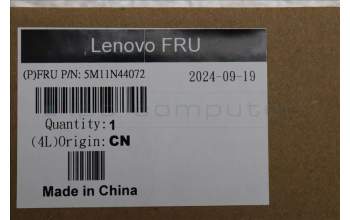 Lenovo FRU
(P)FRU P/N: 5M11N44072
2024-09-19
Quantity: 1
(4L)Origin: CN
Made in China